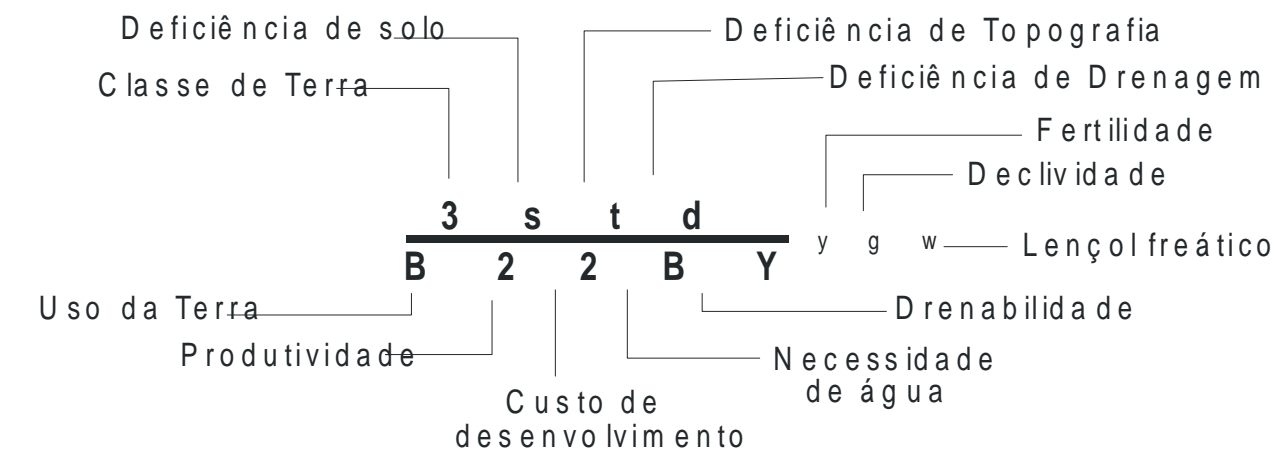 Deficiência de solo
Deficiência de Topografia
Classe de Terra
Deficiência de Drenagem
Fertilidade
Declividade
3 s t d
y g w
Lençol freático
B 2 2 B Y
Uso da Terra
Drenabilidade
Produtividade
Necessidade
de água
Custo de
desenvolvimento